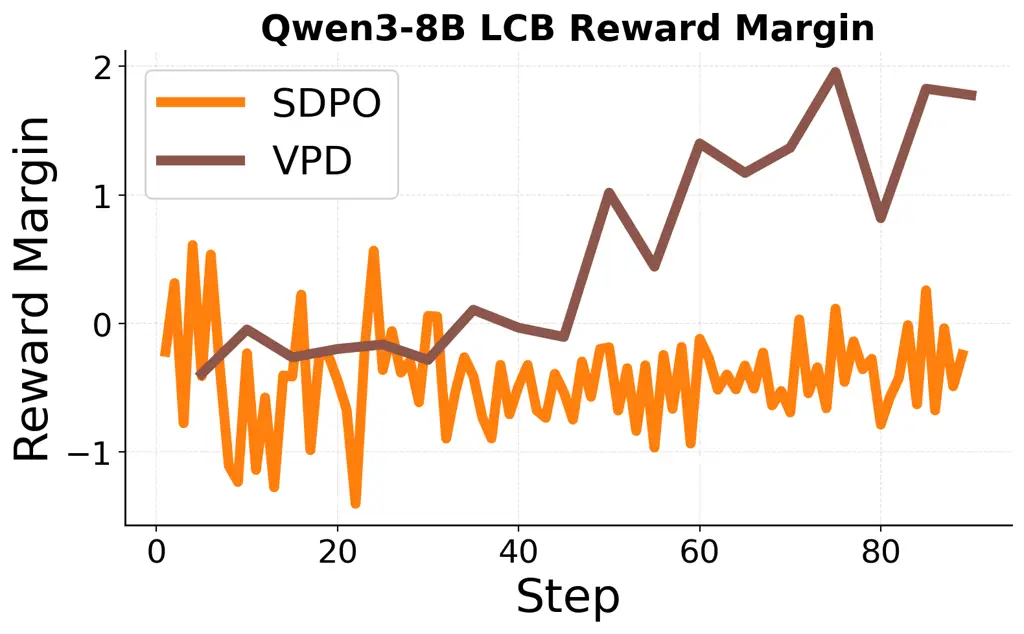 Qwen3-8B LCB Reward Margin
SDPO
VPD
Reward Margin
2
1
0
−1
0 20 40 60 80
Step